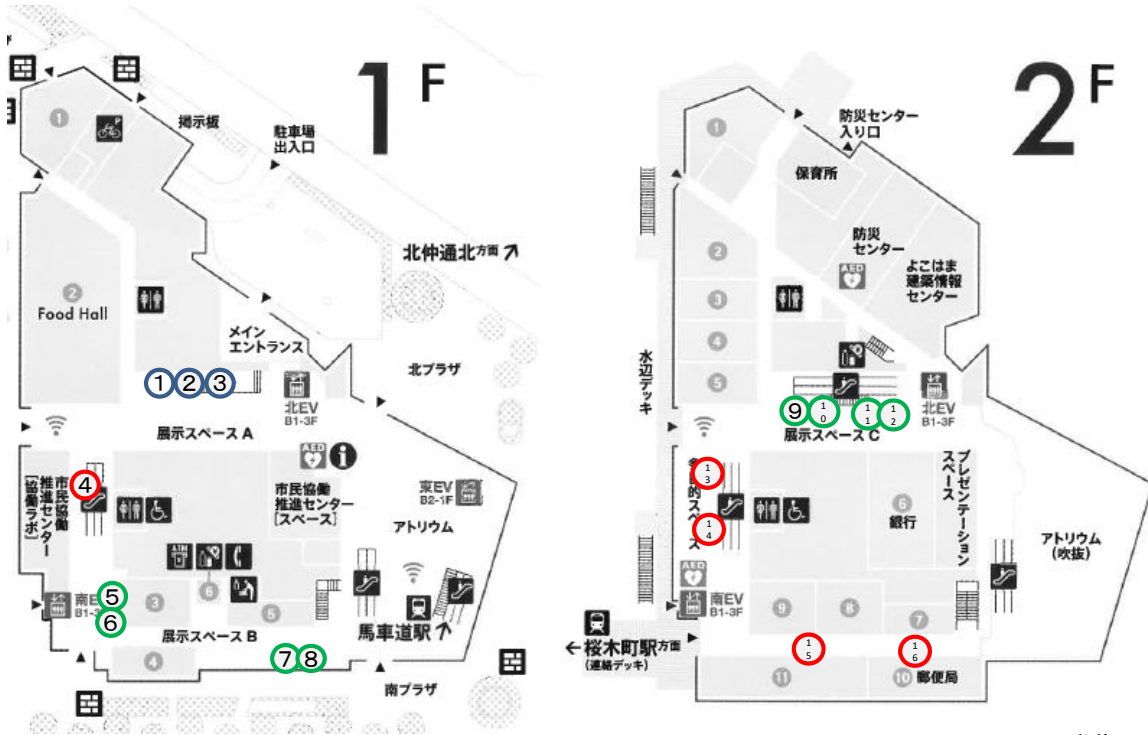 1F
①
P
掲示板
駐車場
出入口
北仲通北方面↗
②
Food Hall
メイン
エントランス
①②③
北EV
B1-3F
北プラザ
展示スペースA
AED
i
市民協働
推進センター
[協働ラボ]
④
市民協働
推進センター
[スペース]
東EV
B2-1F
アトリウム
ATM
⑥
南EV
⑤
⑥
③
⑤
展示スペースB
馬車道駅↗
④
⑦⑧
南プラザ
2F
①
防災センター
入り口
保育所
②
防災
センター
AED
よこはま
建築情報
センター
③
④
⑤
水辺デッキ
北EV
B1-3F
⑨
10
11
12
展示スペースC
13
14
プレゼンテーション
スペース
⑥
銀行
アトリウム
(吹抜)
AED
南EV
B1-3F
⑨
⑧
⑦
←桜木町駅方面
(連絡デッキ)
15
16
⑪
⑩郵便局